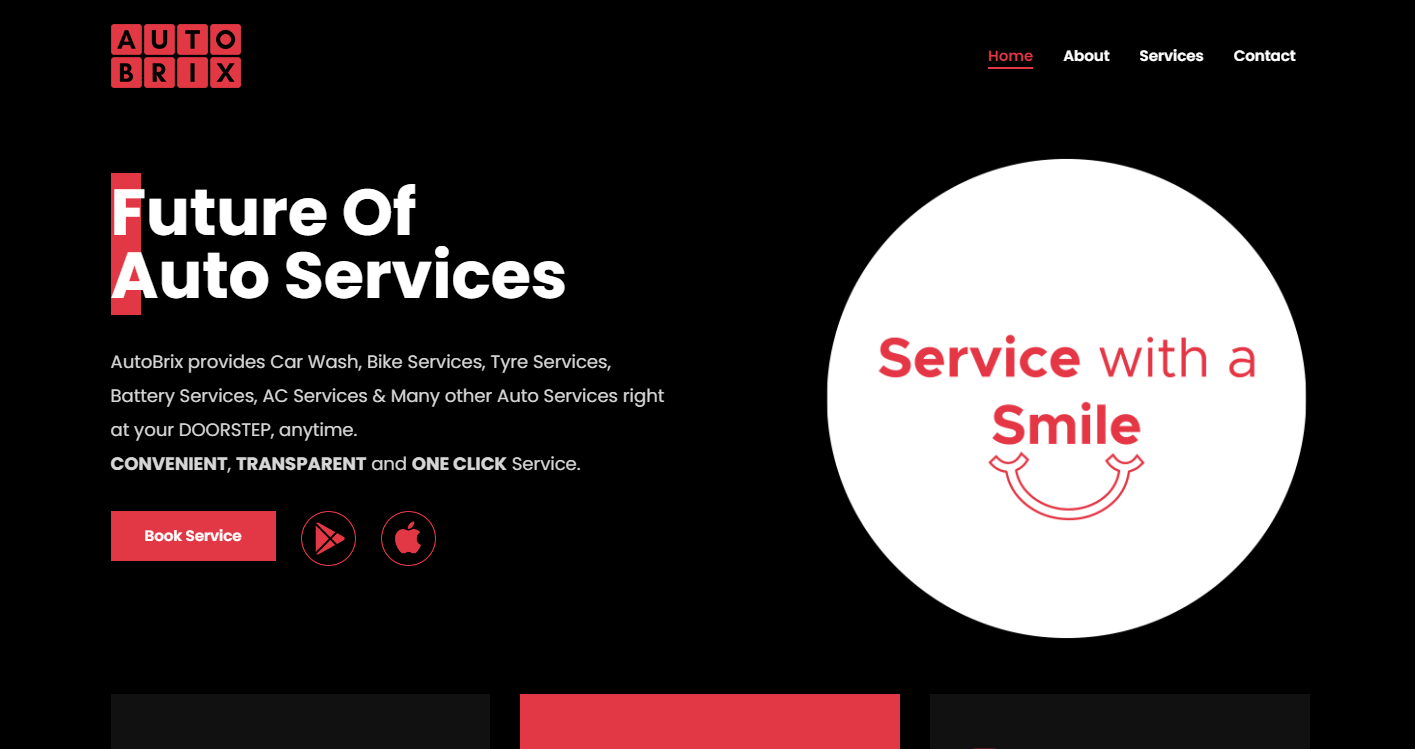 AUTO
BRIX
Home About Services Contact
Future Of
Auto Services
AutoBrix provides Car Wash, Bike Services, Tyre Services,
Battery Services, AC Services & Many other Auto Services right
at your DOORSTEP, anytime.
CONVENIENT, TRANSPARENT and ONE CLICK Service.
Book Service
Service with a
Smile